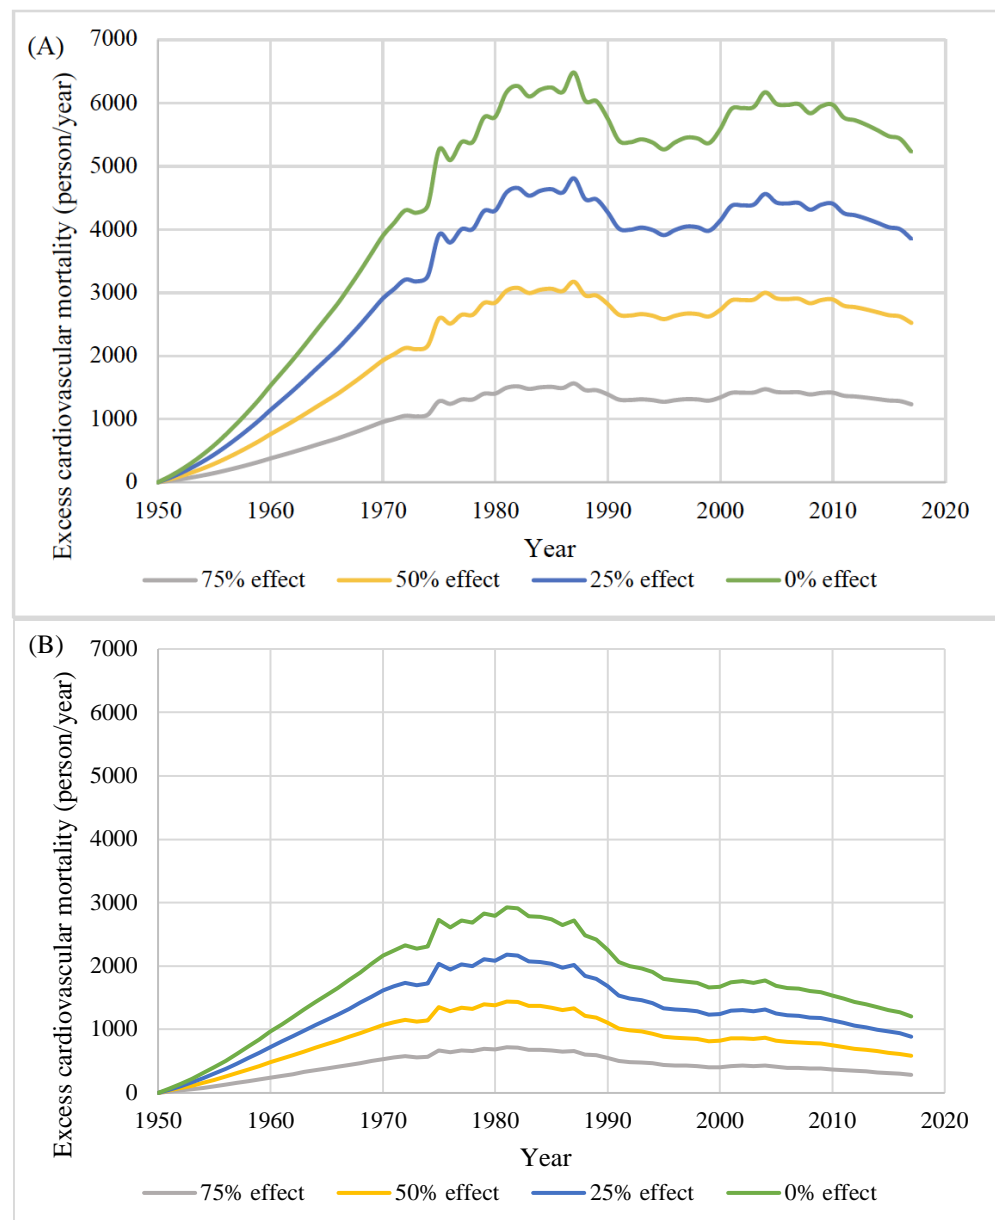 (A)
Excess cardiovascular mortality (person/year)
7000
6000
5000
4000
3000
2000
1000
0
1950 1960 1970 1980 1990 2000 2010 2020
Year
75% effect 50% effect 25% effect 0% effect
(B)
Excess cardiovascular mortality (person/year)
7000
6000
5000
4000
3000
2000
1000
0
1950 1960 1970 1980 1990 2000 2010 2020
Year
75% effect 50% effect 25% effect 0% effect